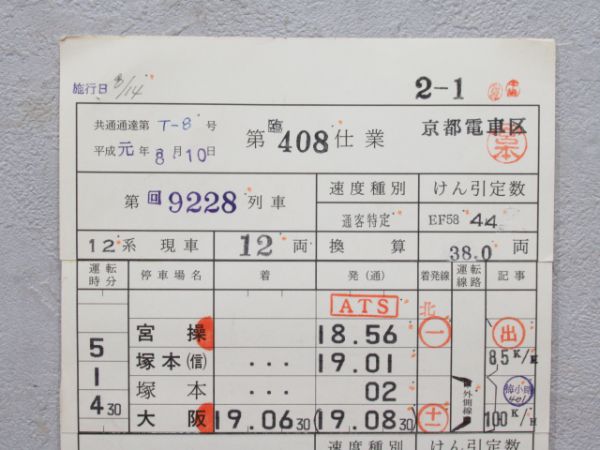 施行日 8/14
2-1
共通通達第 T-8 号
平成 元 年 8 月 10 日
第 臨 408 仕業
京都電車区
第 回 9228 列車
速度種別 けん引定数
通客特定 EF58 44
12系 現車 12 両 換算 38.0 両
運転時分 停車場名 着 発(通) 着発線 運転線路 記事
ATS 北
宮操 18.56 一 出
5 85 K/H
塚本(信) ... 19.01
1
塚本 ... 02 外側線
4 30 100 K/H
大阪 19.06 30 (19.08 30) 十一
速度種別 けん引定数